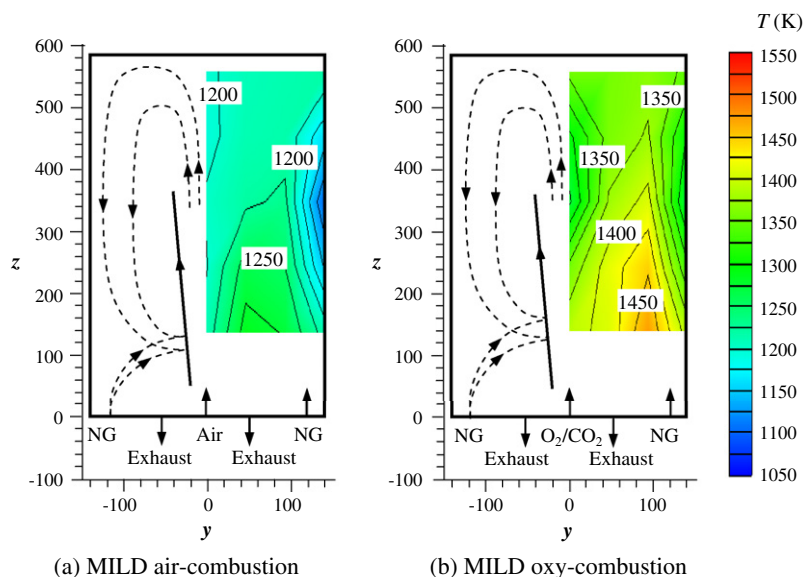 T (K)
600
500
400
300
200
100
0
-100
z
-100
0
100
y
1200
1200
1250
NG
Air
NG
Exhaust
Exhaust
(a) MILD air-combustion
600
500
400
300
200
100
0
-100
z
-100
0
100
y
1350
1350
1400
1450
NG
O₂/CO₂
NG
Exhaust
Exhaust
(b) MILD oxy-combustion
1550
1500
1450
1400
1350
1300
1250
1200
1150
1100
1050